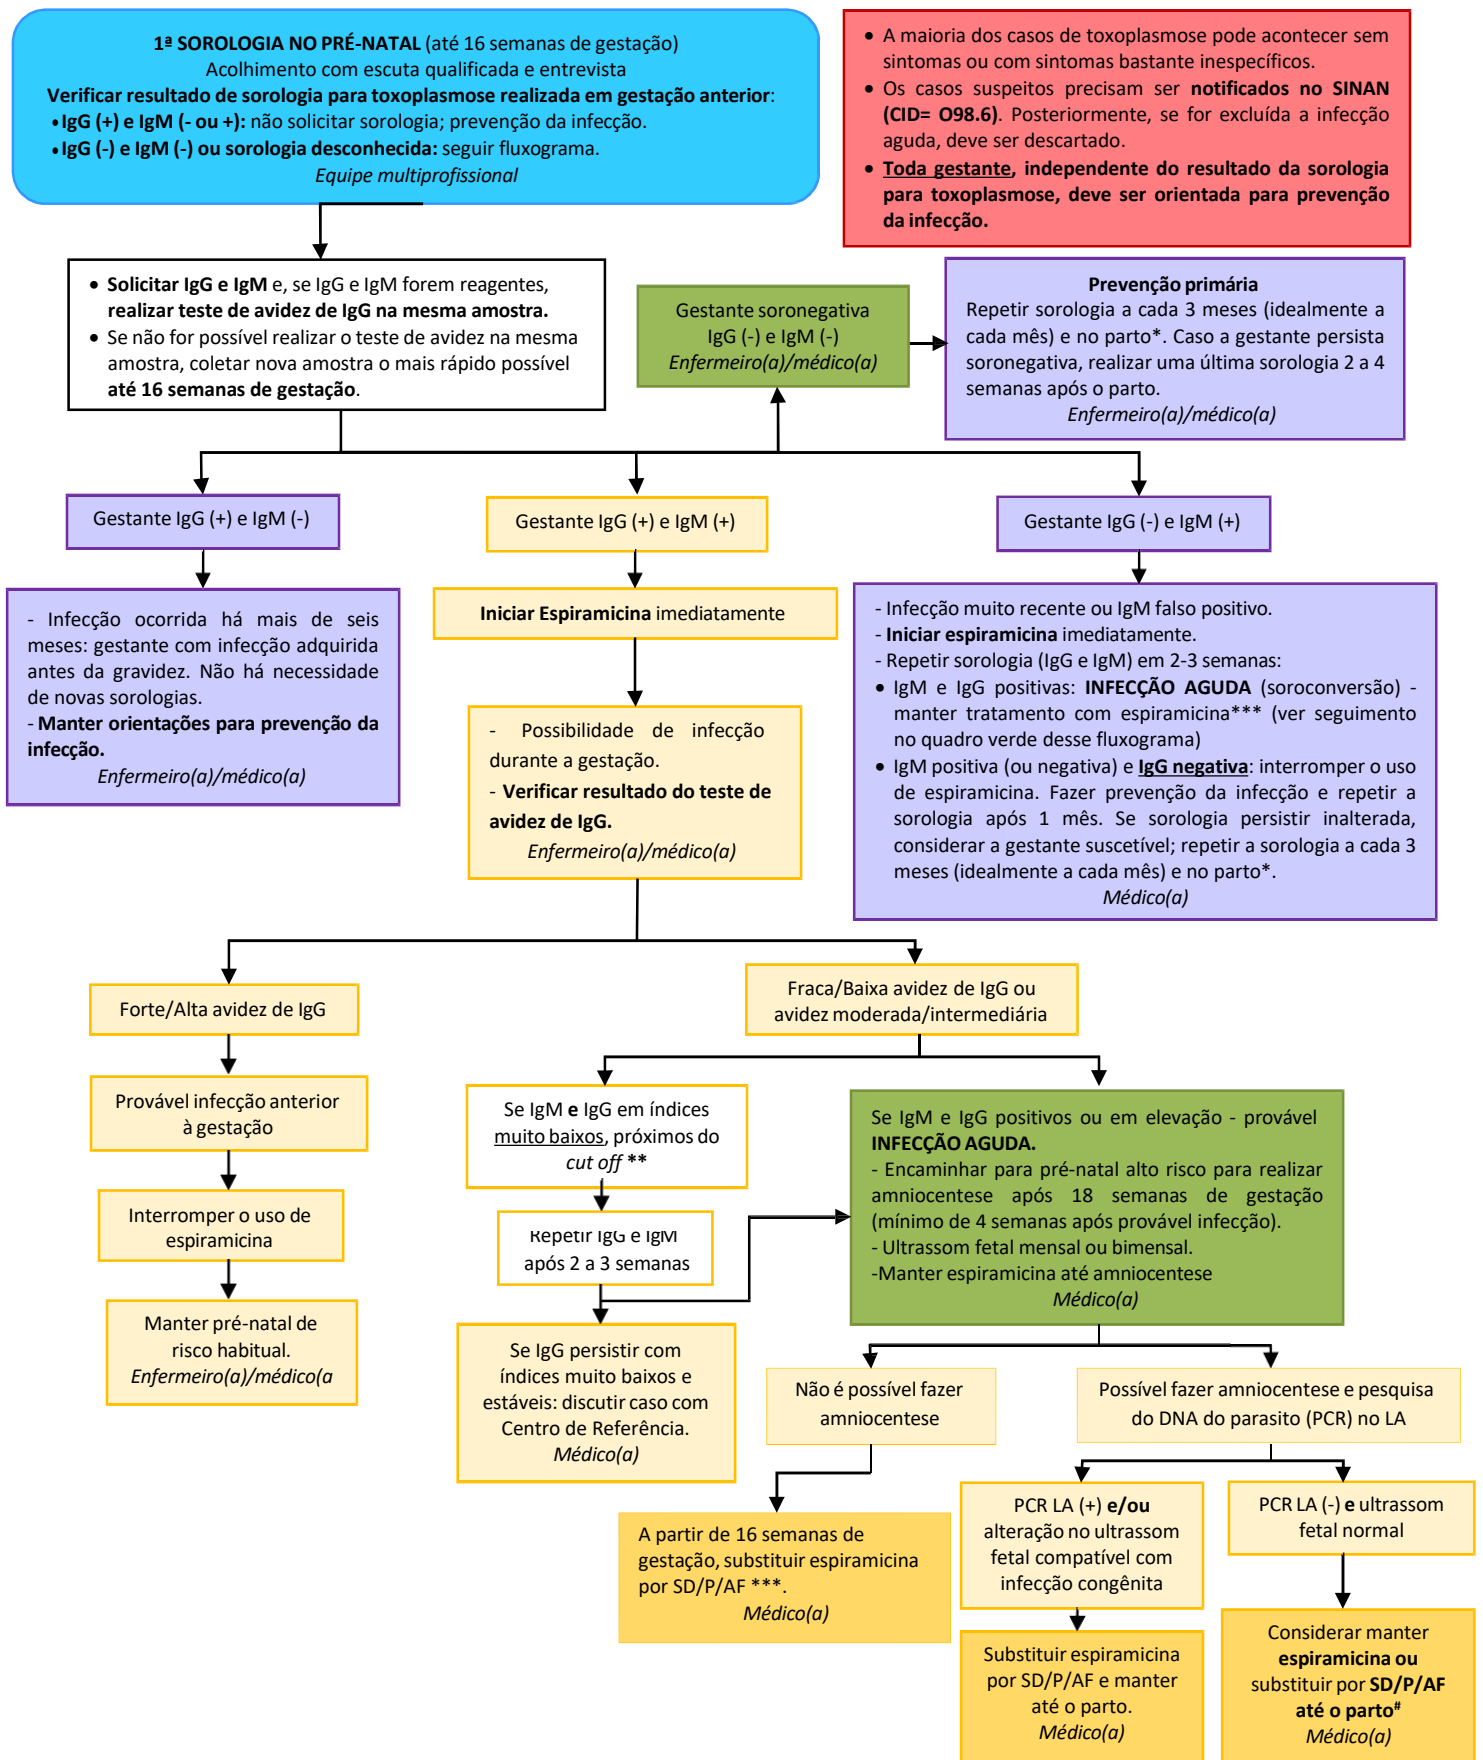 1ª SOROLOGIA NO PRÉ-NATAL (até 16 semanas de gestação)
Acolhimento com escuta qualificada e entrevista
Verificar resultado de sorologia para toxoplasmose realizada em gestação anterior:
•IgG (+) e IgM (- ou +): não solicitar sorologia; prevenção da infecção.
•IgG (-) e IgM (-) ou sorologia desconhecida: seguir fluxograma.
Equipe multiprofissional
• A maioria dos casos de toxoplasmose pode acontecer sem
sintomas ou com sintomas bastante inespecíficos.
• Os casos suspeitos precisam ser notificados no SINAN
(CID= O98.6). Posteriormente, se for excluída a infecção
aguda, deve ser descartado.
• Toda gestante, independente do resultado da sorologia
para toxoplasmose, deve ser orientada para prevenção
da infecção.
• Solicitar IgG e IgM e, se IgG e IgM forem reagentes,
realizar teste de avidez de IgG na mesma amostra.
• Se não for possível realizar o teste de avidez na mesma
amostra, coletar nova amostra o mais rápido possível
até 16 semanas de gestação.
Gestante soronegativa
IgG (-) e IgM (-)
Enfermeiro(a)/médico(a)
Prevenção primária
Repetir sorologia a cada 3 meses (idealmente a
cada mês) e no parto*. Caso a gestante persista
soronegativa, realizar uma última sorologia 2 a 4
semanas após o parto.
Enfermeiro(a)/médico(a)
Gestante IgG (+) e IgM (-)
Gestante IgG (+) e IgM (+)
Gestante IgG (-) e IgM (+)
- Infecção ocorrida há mais de seis
meses: gestante com infecção adquirida
antes da gravidez. Não há necessidade
de novas sorologias.
- Manter orientações para prevenção da
infecção.
Enfermeiro(a)/médico(a)
Iniciar Espiramicina imediatamente
- Possibilidade de infecção
durante a gestação.
- Verificar resultado do teste de
avidez de IgG.
Enfermeiro(a)/médico(a)
- Infecção muito recente ou IgM falso positivo.
- Iniciar espiramicina imediatamente.
- Repetir sorologia (IgG e IgM) em 2-3 semanas:
• IgM e IgG positivas: INFECÇÃO AGUDA (soroconversão) -
manter tratamento com espiramicina*** (ver seguimento
no quadro verde desse fluxograma)
• IgM positiva (ou negativa) e IgG negativa: interromper o uso
de espiramicina. Fazer prevenção da infecção e repetir a
sorologia após 1 mês. Se sorologia persistir inalterada,
considerar a gestante suscetível; repetir a sorologia a cada 3
meses (idealmente a cada mês) e no parto*.
Médico(a)
Forte/Alta avidez de IgG
Fraca/Baixa avidez de IgG ou
avidez moderada/intermediária
Provável infecção anterior
à gestação
Interromper o uso de
espiramicina
Manter pré-natal de
risco habitual.
Enfermeiro(a)/médico(a
Se IgM e IgG em índices
muito baixos, próximos do
cut off **
Repetir IgG e IgM
após 2 a 3 semanas
Se IgG persistir com
índices muito baixos e
estáveis: discutir caso com
Centro de Referência.
Médico(a)
Se IgM e IgG positivos ou em elevação - provável
INFECÇÃO AGUDA.
- Encaminhar para pré-natal alto risco para realizar
amniocentese após 18 semanas de gestação
(mínimo de 4 semanas após provável infecção).
- Ultrassom fetal mensal ou bimensal.
-Manter espiramicina até amniocentese
Médico(a)
Não é possível fazer
amniocentese
Possível fazer amniocentese e pesquisa
do DNA do parasito (PCR) no LA
A partir de 16 semanas de
gestação, substituir espiramicina
por SD/P/AF ***.
Médico(a)
PCR LA (+) e/ou
alteração no ultrassom
fetal compatível com
infecção congênita
PCR LA (-) e ultrassom
fetal normal
Substituir espiramicina
por SD/P/AF e manter
até o parto.
Médico(a)
Considerar manter
espiramicina ou
substituir por SD/P/AF
até o parto#
Médico(a)